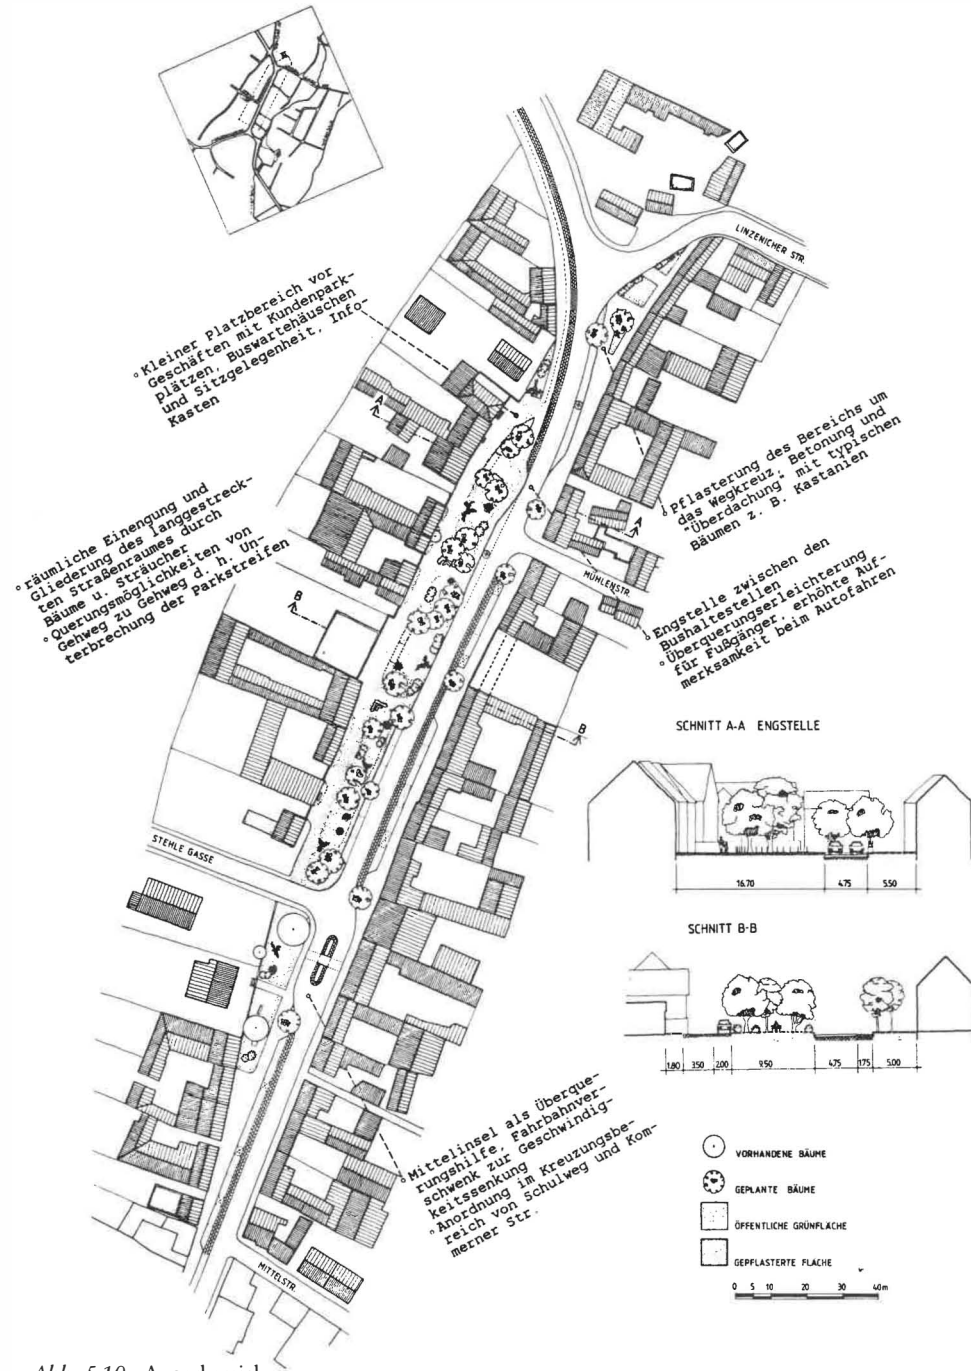 LINZENICHER STR.
°Kleiner Platzbereich vor
Geschäften mit Kundenpark-
plätzen, Buswartehäuschen
und Sitzgelegenheit, Info-
Kasten
A
°räumliche Einengung und
Gliederung des langgestreck-
ten Straßenraumes durch
Bäume u. Sträucher
°Querungsmöglichkeiten von
Gehweg zu Gehweg d. h. Un-
terbrechung der Parkstreifen
Pflasterung des Bereichs um
das Wegkreuz; Betonung und
"Überdachung" mit typischen
Bäumen z. B. Kastanien
A
MÜHLENSTR.
°Engstelle zwischen den
Bushaltestellen
°Überquerungserleichterung
für Fußgänger, erhöhte Auf-
merksamkeit beim Autofahren
B
B
SCHNITT A-A ENGSTELLE
16.70 4.75 5.50
STEHLE GASSE
SCHNITT B-B
1.80 3.50 2.00 9.50 4.75 1.75 5.00
°Mittelinsel als Überque-
rungshilfe, Fahrbahnver-
schwenk zur Geschwindig-
keitssenkung
°Anordnung im Kreuzungsbe-
reich von Schulweg und Kom-
merner Str.
MITTELSTR.
VORHANDENE BÄUME
GEPLANTE BÄUME
ÖFFENTLICHE GRÜNFLÄCHE
GEPFLASTERTE FLÄCHE
0 5 10 20 30 40m